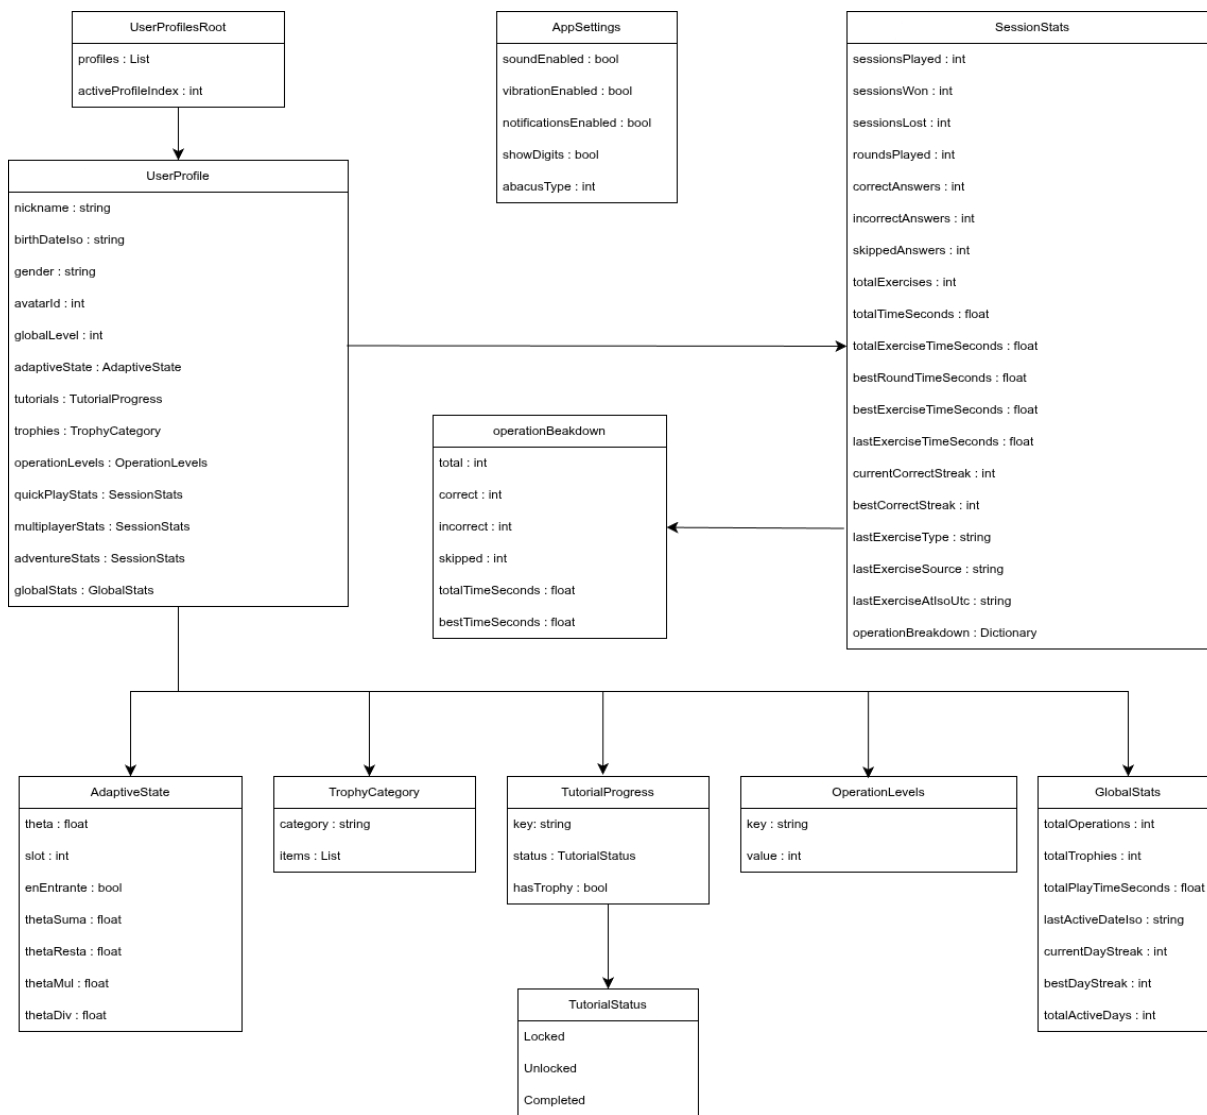 UserProfilesRoot
profiles : List
activeProfileIndex : int
AppSettings
soundEnabled : bool
vibrationEnabled : bool
notificationsEnabled : bool
showDigits : bool
abacusType : int
SessionStats
sessionsPlayed : int
sessionsWon : int
sessionsLost : int
roundsPlayed : int
correctAnswers : int
incorrectAnswers : int
skippedAnswers : int
totalExercises : int
totalTimeSeconds : float
totalExerciseTimeSeconds : float
bestRoundTimeSeconds : float
bestExerciseTimeSeconds : float
lastExerciseTimeSeconds : float
currentCorrectStreak : int
bestCorrectStreak : int
lastExerciseType : string
lastExerciseSource : string
lastExerciseAtIsoUtc : string
operationBreakdown : Dictionary
UserProfile
nickname : string
birthDateIso : string
gender : string
avatarId : int
globalLevel : int
adaptiveState : AdaptiveState
tutorials : TutorialProgress
trophies : TrophyCategory
operationLevels : OperationLevels
quickPlayStats : SessionStats
multiplayerStats : SessionStats
adventureStats : SessionStats
globalStats : GlobalStats
operationBeakdown
total : int
correct : int
incorrect : int
skipped : int
totalTimeSeconds : float
bestTimeSeconds : float
AdaptiveState
theta : float
slot : int
enEntrante : bool
thetaSuma : float
thetaResta : float
thetaMul : float
thetaDiv : float
TrophyCategory
category : string
items : List
TutorialProgress
key: string
status : TutorialStatus
hasTrophy : bool
OperationLevels
key : string
value : int
GlobalStats
totalOperations : int
totalTrophies : int
totalPlayTimeSeconds : float
lastActiveDateIso : string
currentDayStreak : int
bestDayStreak : int
totalActiveDays : int
TutorialStatus
Locked
Unlocked
Completed